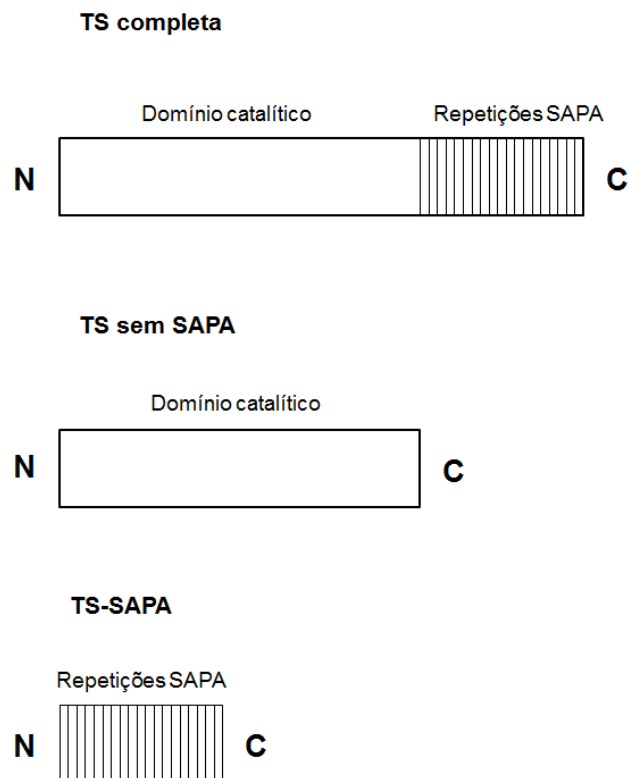 TS completa
Domínio catalítico Repetições SAPA
N C
TS sem SAPA
Domínio catalítico
N C
TS-SAPA
Repetições SAPA
N C